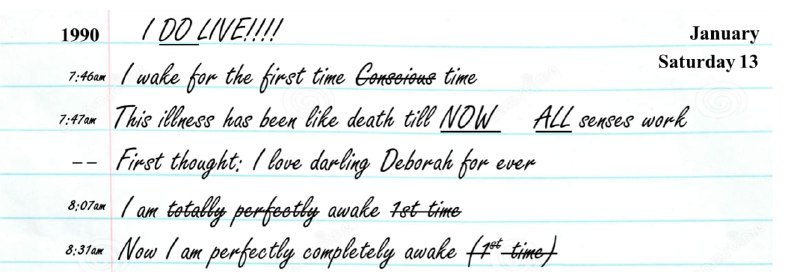 1990 I DO LIVE!!!! January
Saturday 13
7:46am I wake for the first time Conscious time
7:47am This illness has been like death till NOW ALL senses work
-- First thought: I love darling Deborah for ever
8:07am I am totally perfectly awake 1st time
8:31am Now I am perfectly completely awake (1st time)